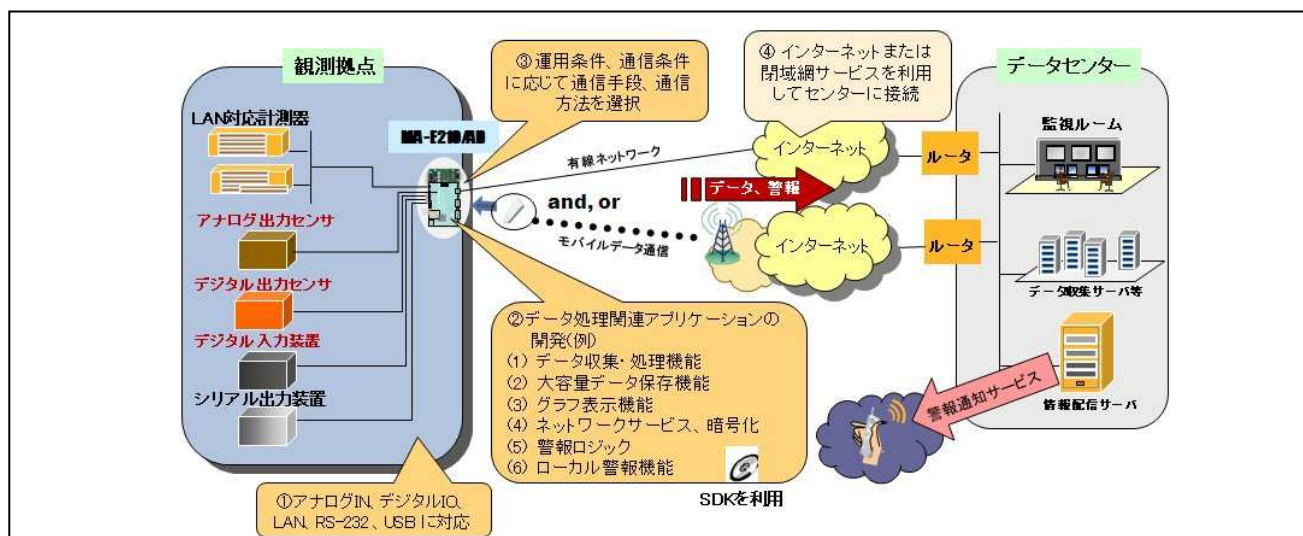 観測拠点
LAN対応計測器
アナログ出力センサ
デジタル出力センサ
デジタル入力装置
シリアル出力装置
MA-E210/AD
①アナログIN、デジタルIO、
LAN、RS-232、USBに対応
③運用条件、通信条件
に応じて通信手段、通信
方法を選択
有線ネットワーク
and, or
モバイルデータ通信
②データ処理関連アプリケーションの
開発(例)
(1) データ収集・処理機能
(2) 大容量データ保存機能
(3) グラフ表示機能
(4) ネットワークサービス、暗号化
(5) 警報ロジック
(6) ローカル警報機能
SDKを利用
④インターネットまたは
閉域網サービスを利用
してセンターに接続
インターネット
データ、警報
インターネット
ルータ
ルータ
データセンター
監視ルーム
データ収集サーバ等
情報配信サーバ
警報通知サービス